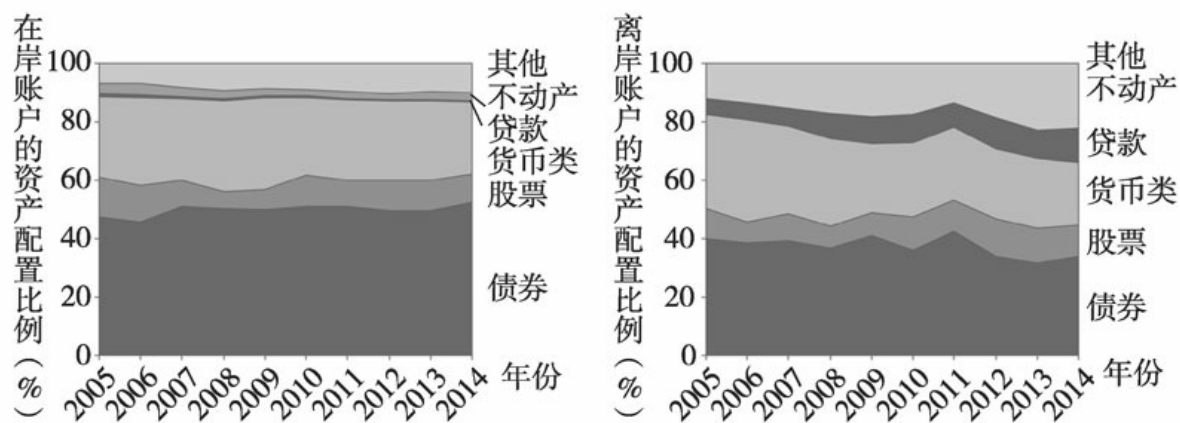 在岸账户的资产配置比例(%)
100
80
60
40
20
0
2005
2006
2007
2008
2009
2010
2011
2012
2013
2014
年份
其他
不动产
贷款
货币类
股票
债券
离岸账户的资产配置比例(%)
100
80
60
40
20
0
2005
2006
2007
2008
2009
2010
2011
2012
2013
2014
年份
其他
不动产
贷款
货币类
股票
债券